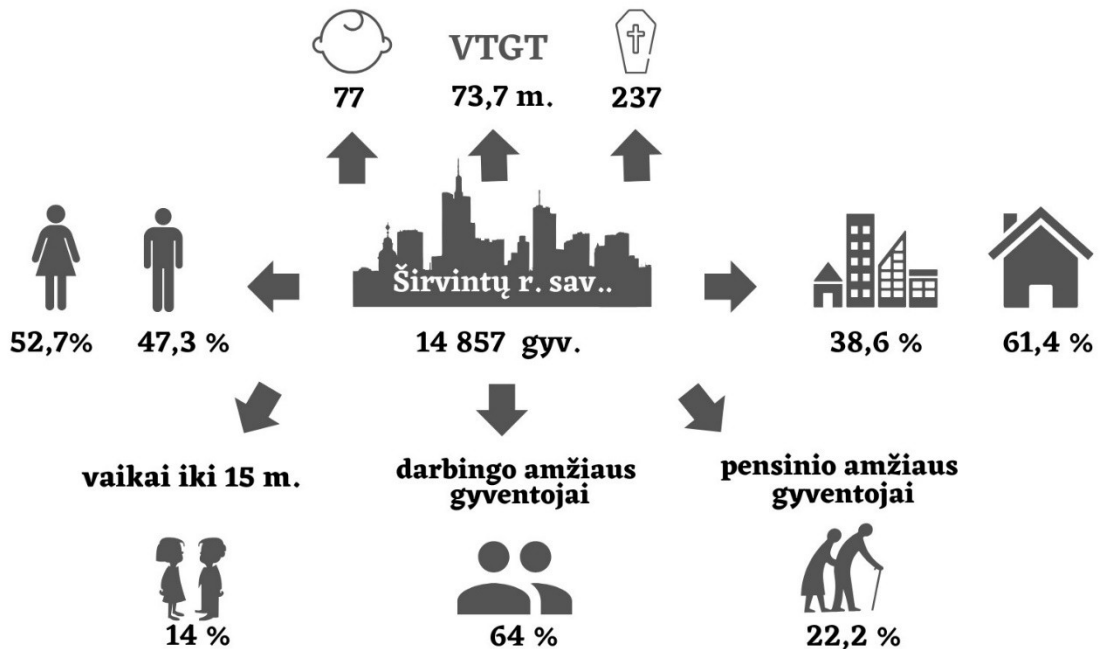 VTGT
77
73,7 m.
237
Širvintų r. sav..
52,7%
47,3 %
14 857 gyv.
38,6 %
61,4 %
vaikai iki 15 m.
darbingo amžiaus
gyventojai
pensinio amžiaus
gyventojai
14 %
64 %
22,2 %